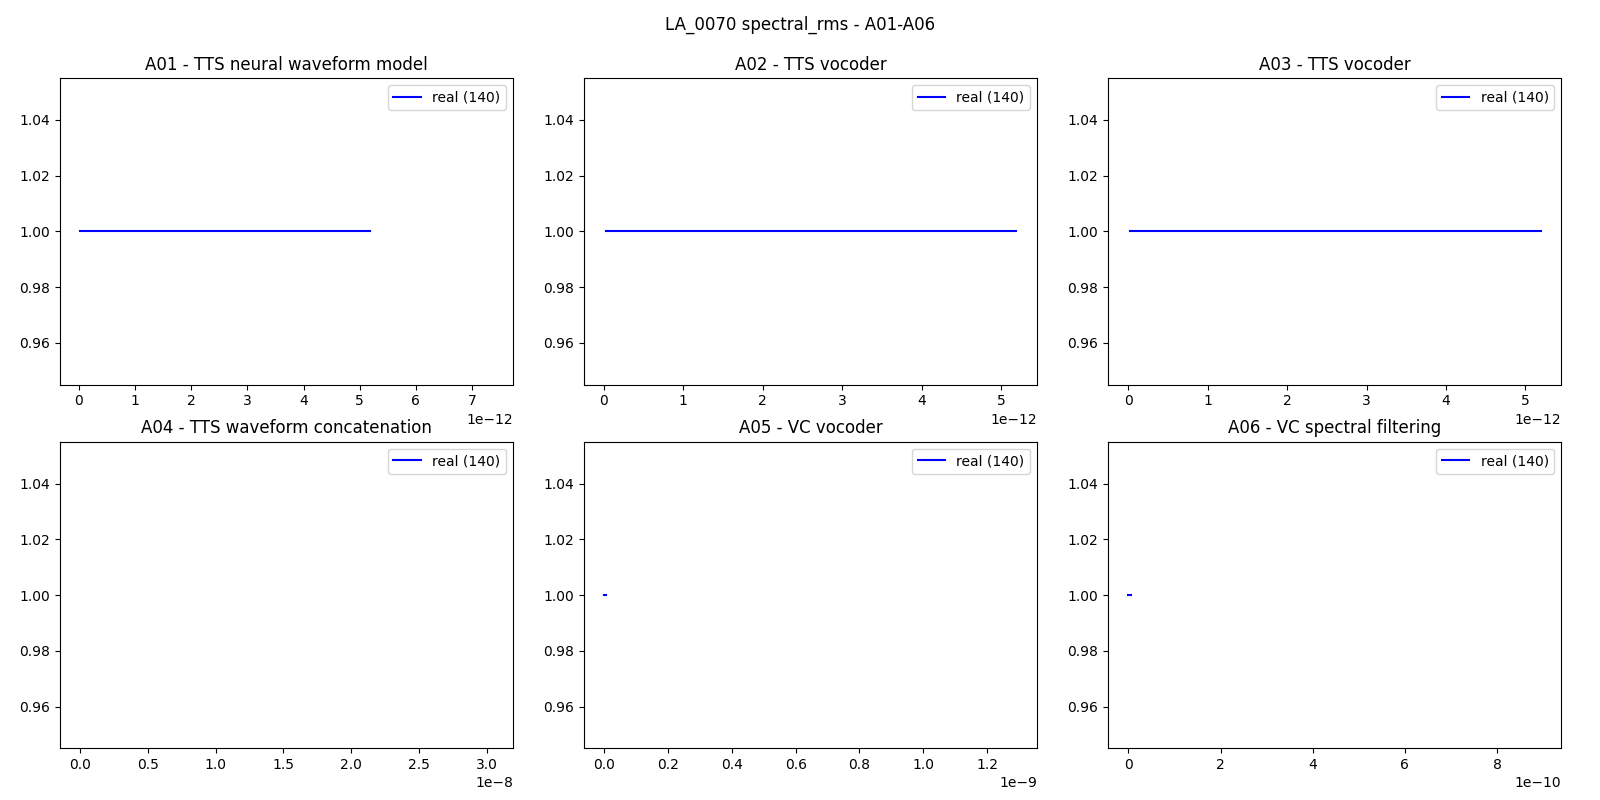 LA_0070 spectral_rms - A01-A06
A01 - TTS neural waveform model
real (140)
1.04
1.02
1.00
0.98
0.96
0 1 2 3 4 5 6 7
1e−12
A02 - TTS vocoder
real (140)
1.04
1.02
1.00
0.98
0.96
0 1 2 3 4 5
1e−12
A03 - TTS vocoder
real (140)
1.04
1.02
1.00
0.98
0.96
0 1 2 3 4 5
1e−12
A04 - TTS waveform concatenation
real (140)
1.04
1.02
1.00
0.98
0.96
0.0 0.5 1.0 1.5 2.0 2.5 3.0
1e−8
A05 - VC vocoder
real (140)
1.04
1.02
1.00
0.98
0.96
0.0 0.2 0.4 0.6 0.8 1.0 1.2
1e−9
A06 - VC spectral filtering
real (140)
1.04
1.02
1.00
0.98
0.96
0 2 4 6 8
1e−10